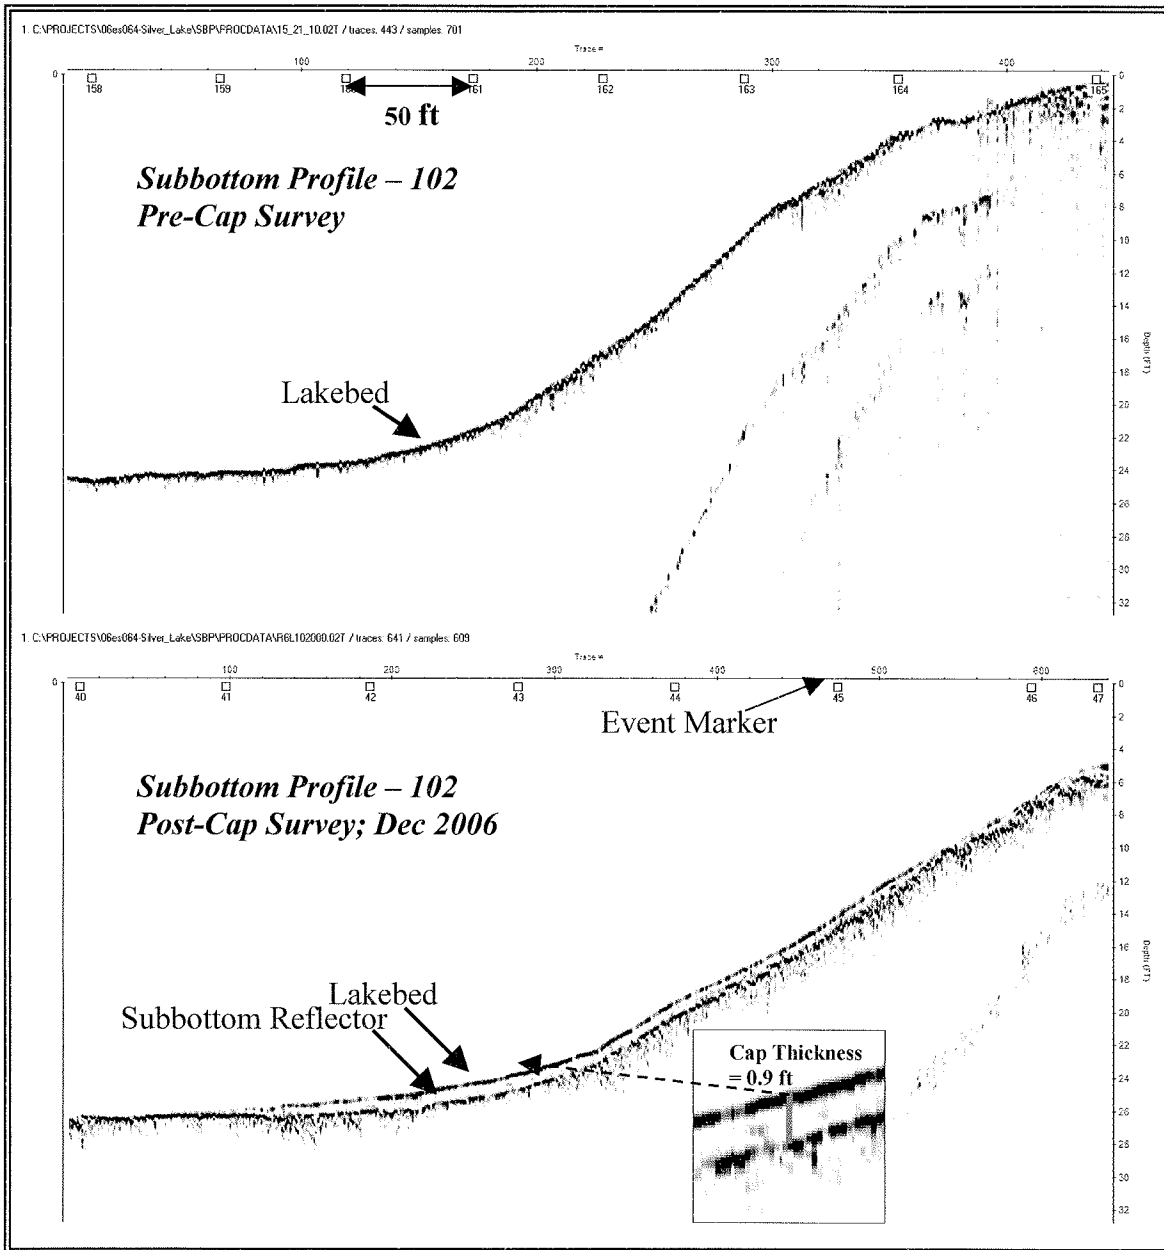 1. C:\PROJECTS\06es064-Silver_Lake\SBP\PROCDATA\15_21_10.02T / traces: 443 / samples: 701
Trace #
100 200 300 400
0 0
158 159 160 161 162 163 164 165
50 ft
Subbottom Profile – 102
Pre-Cap Survey
Lakebed
2
4
6
8
10
12
14
16
18
20
22
24
26
28
30
32
Depth (FT)
1. C:\PROJECTS\06es064-Silver_Lake\SBP\PROCDATA\R6L102000.02T / traces: 641 / samples: 609
Trace #
100 200 300 400 500 600
0 0
40 41 42 43 44 45 46 47
Event Marker
Subbottom Profile – 102
Post-Cap Survey; Dec 2006
Lakebed
Subbottom Reflector
Cap Thickness
= 0.9 ft
2
4
6
8
10
12
14
16
18
20
22
24
26
28
30
32
Depth (FT)